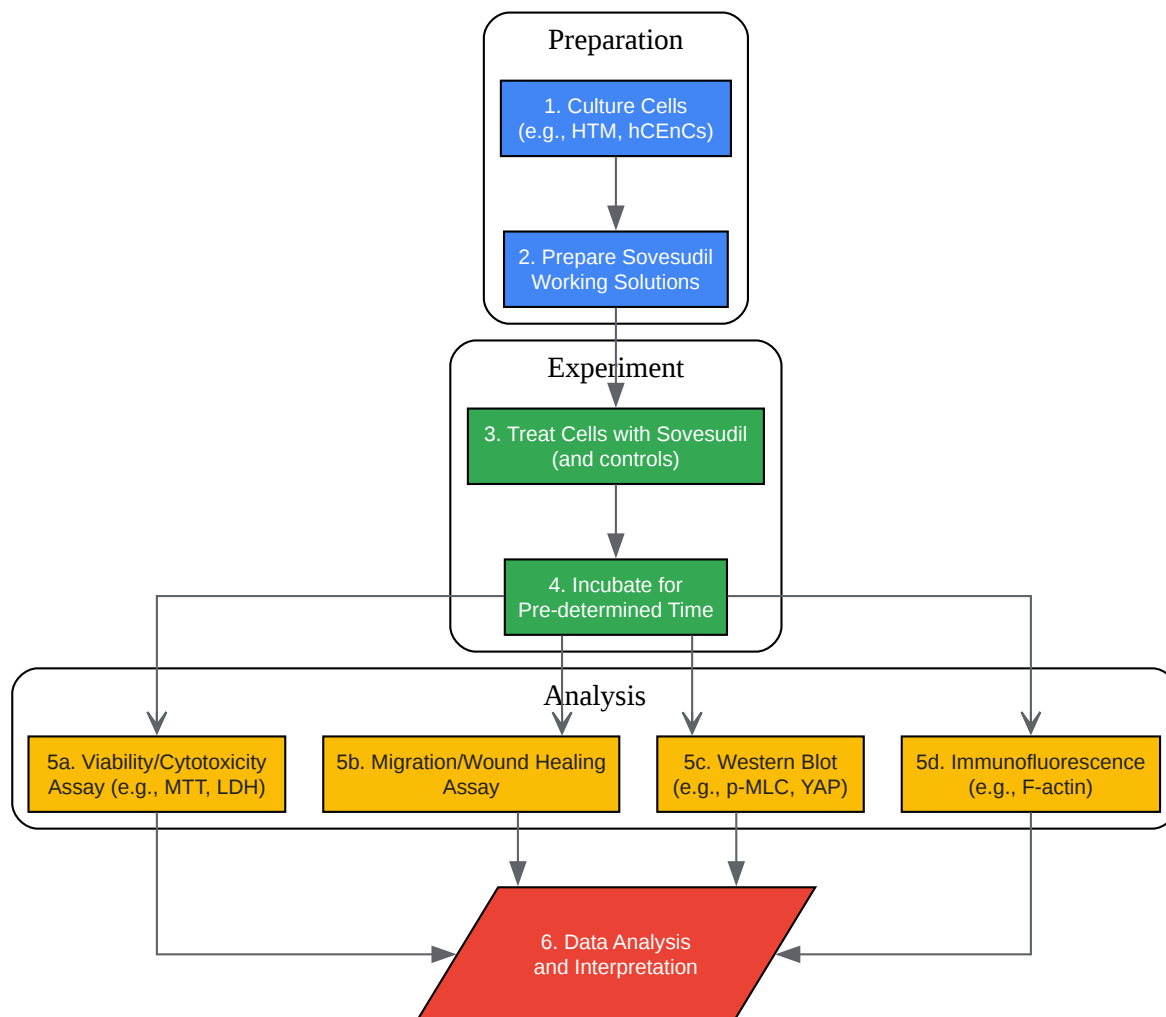 Preparation
1. Culture Cells
(e.g., HTM, hCEnCs)
2. Prepare Sovesudil
Working Solutions
Experiment
3. Treat Cells with Sovesudil
(and controls)
4. Incubate for
Pre-determined Time
Analysis
5a. Viability/Cytotoxicity
Assay (e.g., MTT, LDH)
5b. Migration/Wound Healing
Assay
5c. Western Blot
(e.g., p-MLC, YAP)
5d. Immunofluorescence
(e.g., F-actin)
6. Data Analysis
and Interpretation